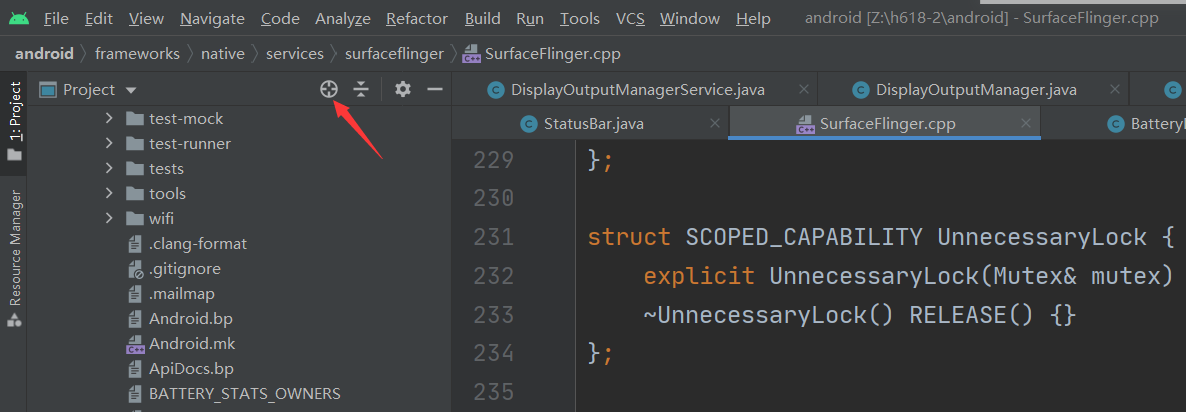 File Edit View Navigate Code Analyze Refactor Build Run Tools VCS Window Help android [Z:\h618-2\android] - SurfaceFlinger.cpp
android frameworks native services surfaceflinger SurfaceFlinger.cpp
1: Project
Resource Manager
Project
test-mock
test-runner
tests
tools
wifi
.clang-format
.gitignore
.mailmap
Android.bp
Android.mk
ApiDocs.bp
BATTERY_STATS_OWNERS
DisplayOutputManagerService.java DisplayOutputManager.java
StatusBar.java SurfaceFlinger.cpp
229 };
230
231 struct SCOPED_CAPABILITY UnnecessaryLock {
232 explicit UnnecessaryLock(Mutex& mutex)
233 ~UnnecessaryLock() RELEASE() {}
234 };
235